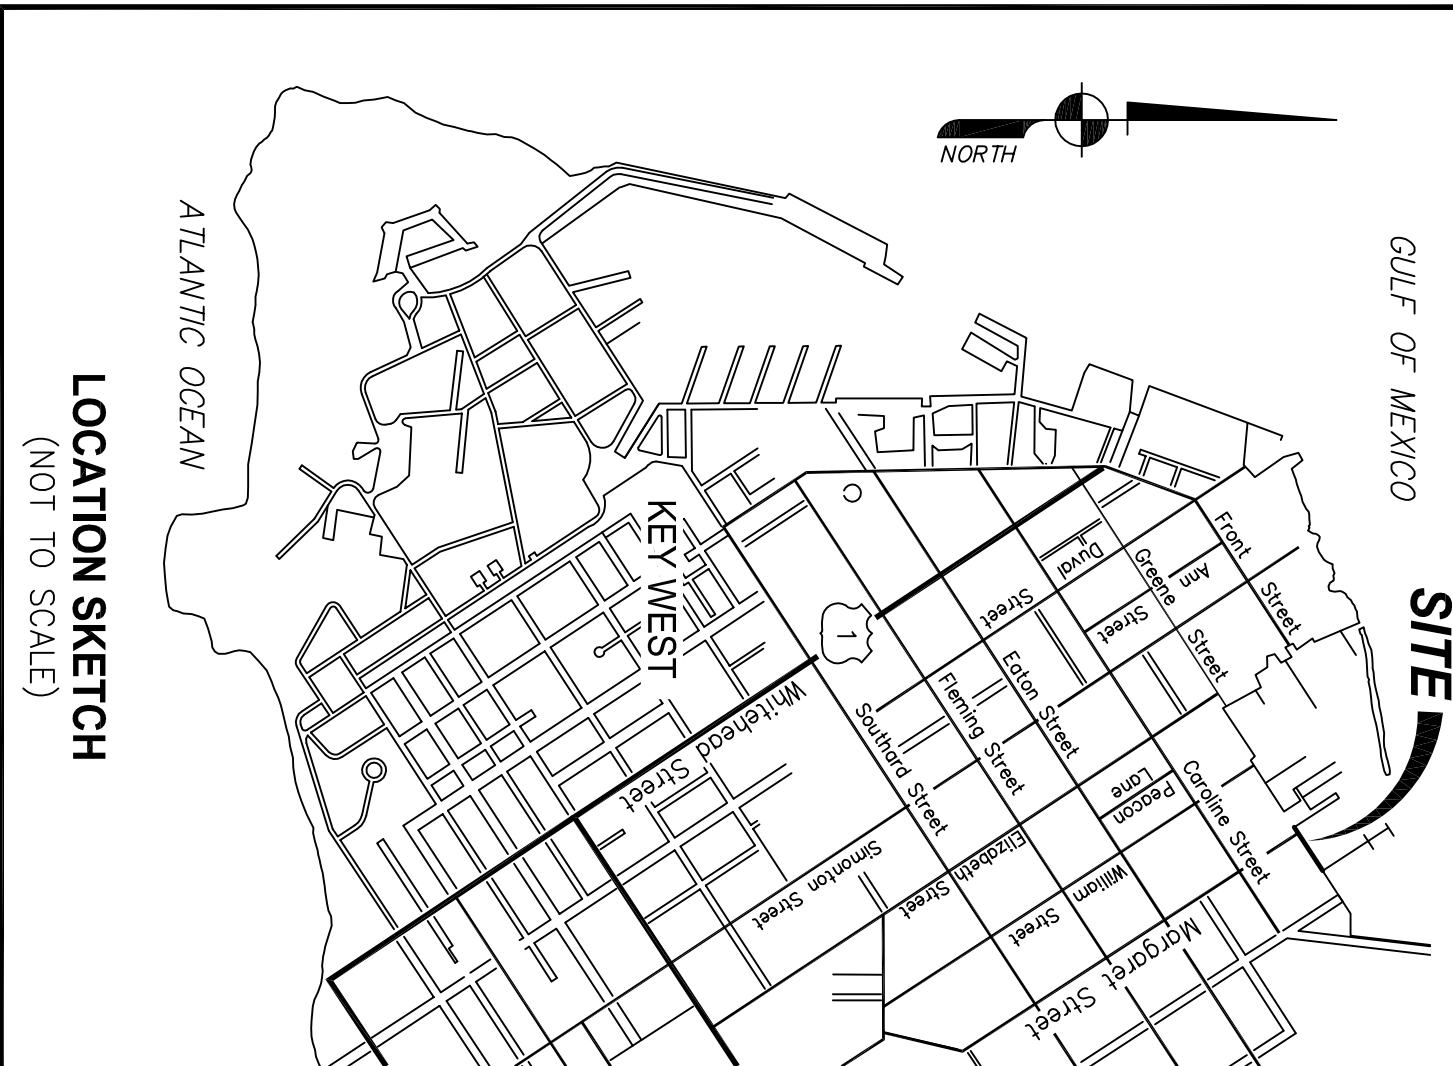 NORTH
GULF OF MEXICO
ATLANTIC OCEAN
SITE
KEY WEST
1
Front Street
Ann Street
Greene Street
Duval Street
Eaton Street
Fleming Street
Southard Street
Whitehead Street
Caroline Street
Peacon Lane
Simonton Street
Elizabeth Street
William Street
Margaret Street
LOCATION SKETCH
(NOT TO SCALE)